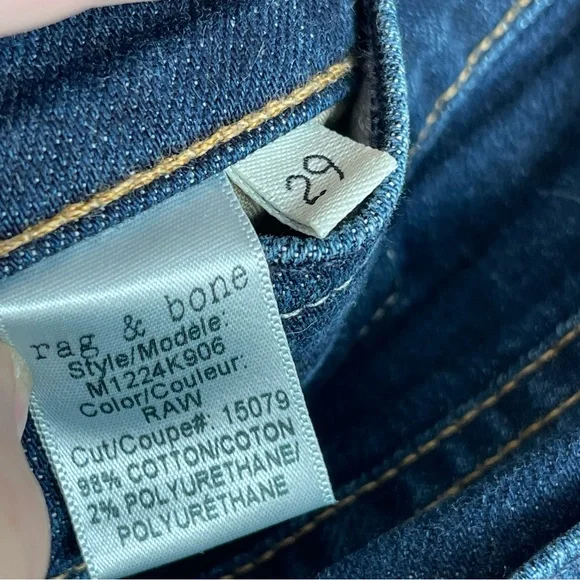 29
rag & bone
Style/Modèle:
M1224K906
Color/Couleur:
RAW
Cut/Coupe#: 15079
98% COTTON/COTON
2% POLYURETHANE/
POLYURÉTHANE